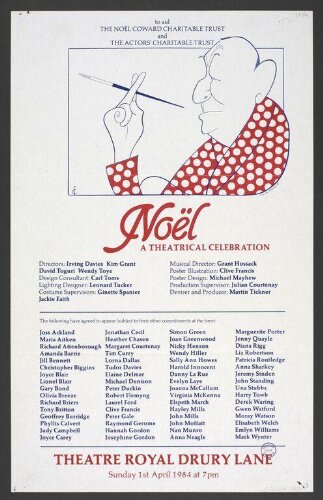 to aid
THE NOËL COWARD CHARITABLE TRUST
and
THE ACTORS' CHARITABLE TRUST
Noël
A THEATRICAL CELEBRATION
Directors: Irving Davies Kim Grant
David Toguri Wendy Toye
Design Consultant: Carl Toms
Lighting Designer: Leonard Tucker
Costume Supervisors: Ginette Spanier
Jackie Faith
Musical Director: Grant Hossack
Poster Illustration: Clive Francis
Poster Design: Michael Mayhew
Production Supervisor: Julian Courtenay
Devisor and Producer: Martin Tickner
The following have agreed to appear (subject to their other commitments at the time):
Joss Ackland
Maria Aitken
Richard Attenborough
Amanda Barrie
Jill Bennett
Christopher Biggins
Joyce Blair
Lionel Blair
Gary Bond
Olivia Breeze
Richard Briers
Tony Britton
Geoffrey Burridge
Phyllis Calvert
Judy Campbell
Joyce Carey
Jonathan Cecil
Heather Chasen
Margaret Courtenay
Tim Curry
Lorna Dallas
Tudor Davies
Elaine Delmar
Michael Denison
Peter Durkin
Robert Flemyng
Laurel Ford
Clive Francis
Peter Gale
Raymond Gerome
Hannah Gordon
Josephine Gordon
Simon Green
Joan Greenwood
Nicky Henson
Wendy Hiller
Sally Ann Howes
Harold Innocent
Danny La Rue
Evelyn Laye
Joanna McCallum
Virginia McKenna
Elspeth March
Hayley Mills
John Mills
John Moffatt
Nan Munro
Anna Neagle
Marguerite Porter
Jenny Quayle
Diana Rigg
Liz Robertson
Patricia Routledge
Anna Sharkey
Jeremy Sinden
John Standing
Una Stubbs
Harry Towb
Derek Waring
Gwen Watford
Moray Watson
Elisabeth Welch
Emlyn Williams
Mark Wynter
THEATRE ROYAL DRURY LANE
Sunday 1st April 1984 at 7pm